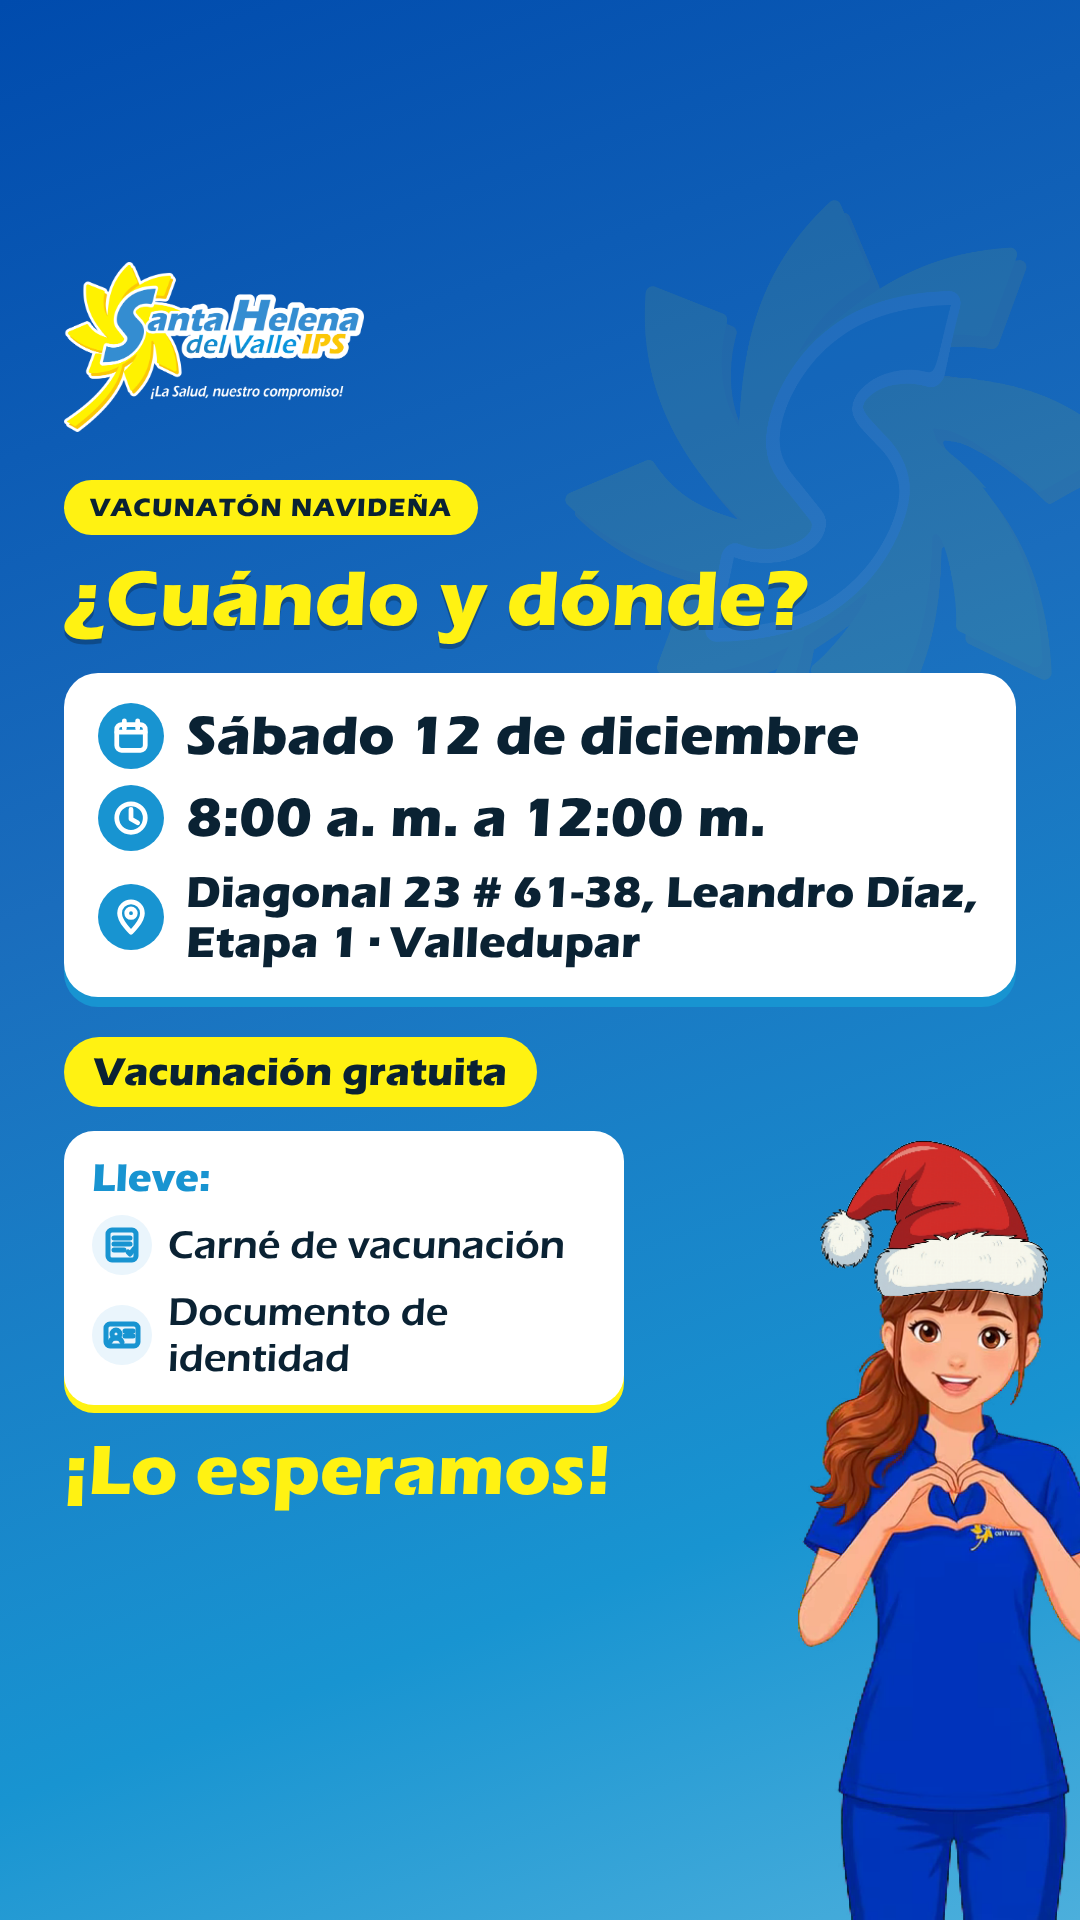 Santa Helena
del Valle IPS
¡La Salud, nuestro compromiso!
VACUNATÓN NAVIDEÑA
¿Cuándo y dónde?
Sábado 12 de diciembre
8:00 a. m. a 12:00 m.
Diagonal 23 # 61-38, Leandro Díaz,
Etapa 1 · Valledupar
Vacunación gratuita
Lleve:
Carné de vacunación
Documento de
identidad
¡Lo esperamos!